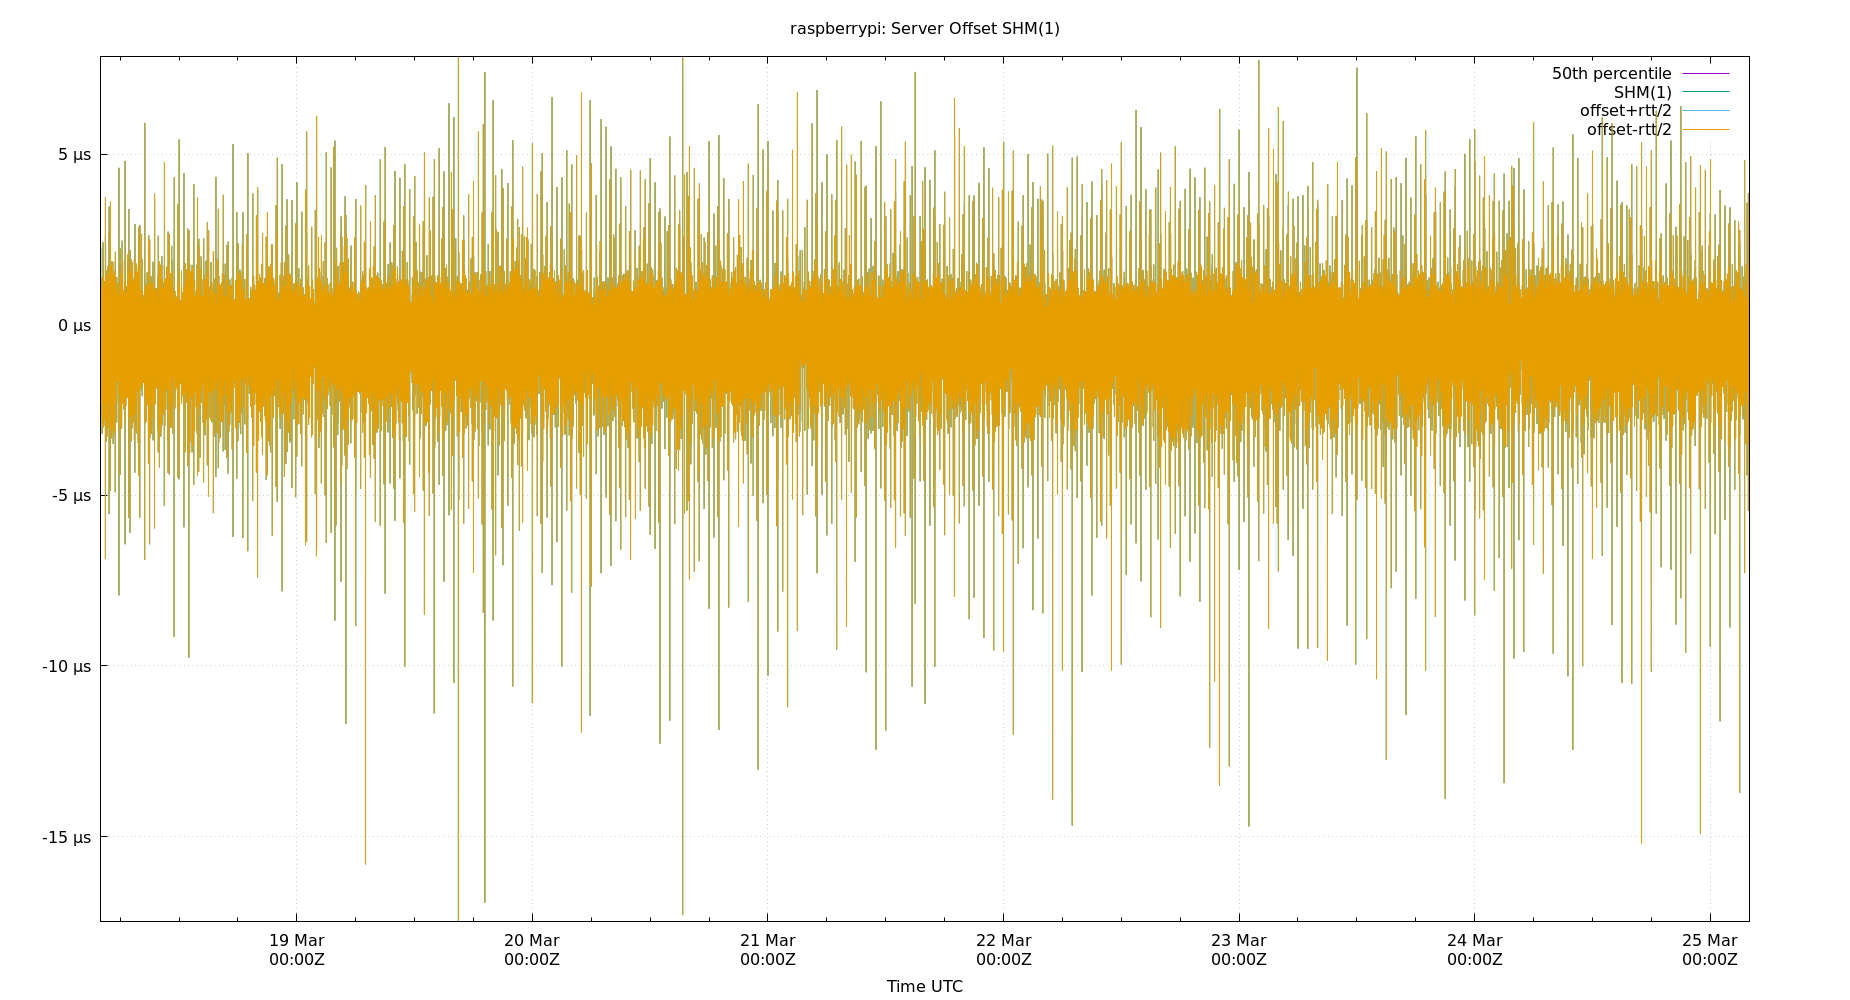 raspberrypi: Server Offset SHM(1)
50th percentile
SHM(1)
offset+rtt/2
offset-rtt/2
5 µs
0 µs
-5 µs
-10 µs
-15 µs
19 Mar 20 Mar 21 Mar 22 Mar 23 Mar 24 Mar 25 Mar
00:00Z 00:00Z 00:00Z 00:00Z 00:00Z 00:00Z 00:00Z
Time UTC